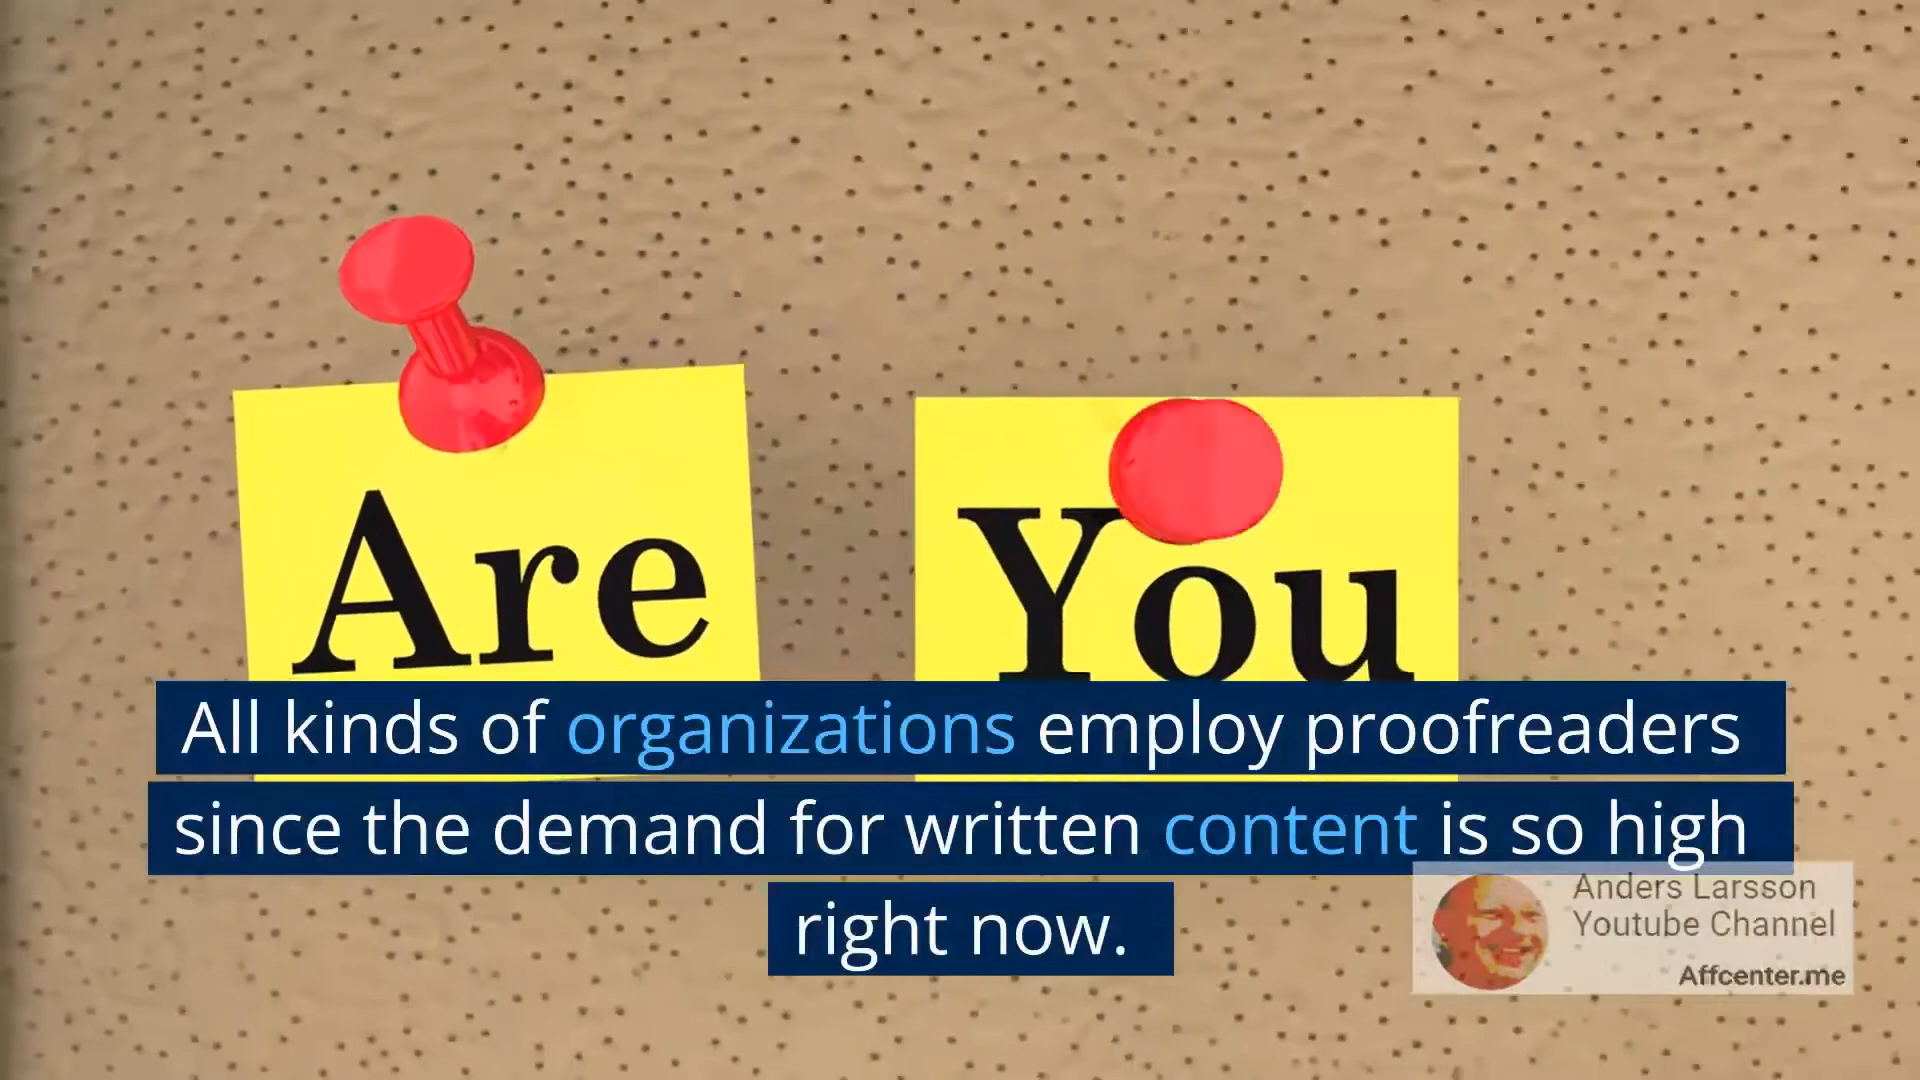 Are You
All kinds of organizations employ proofreaders
since the demand for written content is so high
right now.
Anders Larsson
Youtube Channel
Affcenter.me